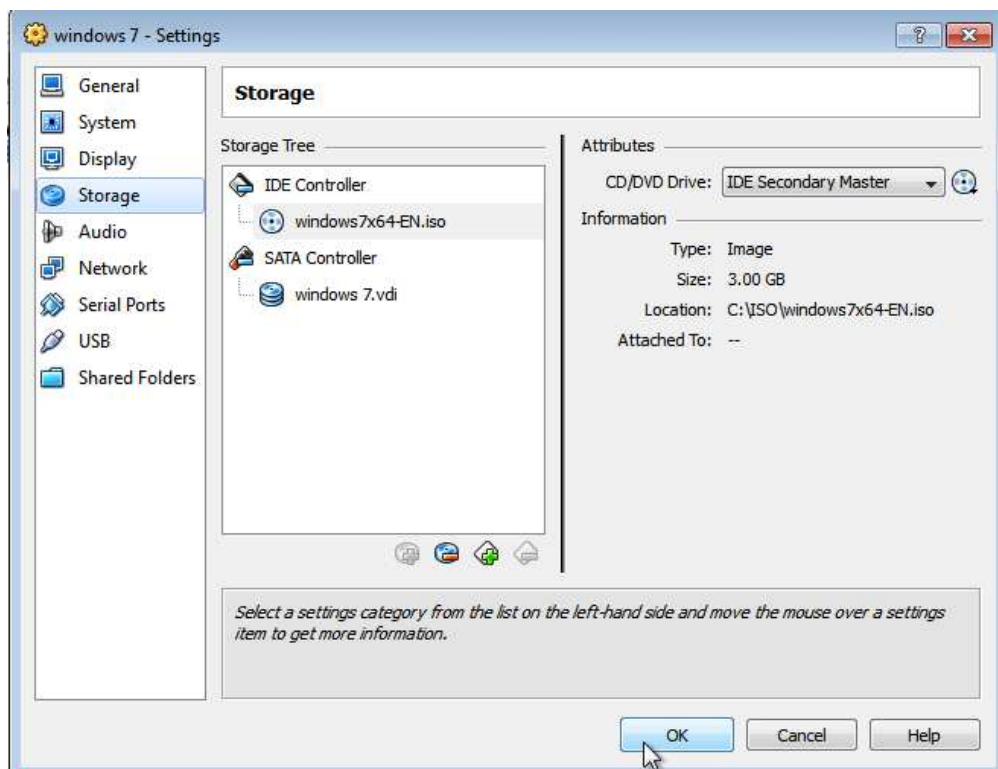 windows 7 - Settings
General
System
Display
Storage
Audio
Network
Serial Ports
USB
Shared Folders
Storage
Storage Tree
IDE Controller
windows7x64-EN.iso
SATA Controller
windows 7.vdi
Attributes
CD/DVD Drive: IDE Secondary Master
Information
Type: Image
Size: 3.00 GB
Location: C:\ISO\windows7x64-EN.iso
Attached To: --
Select a settings category from the list on the left-hand side and move the mouse over a settings
item to get more information.
OK Cancel Help